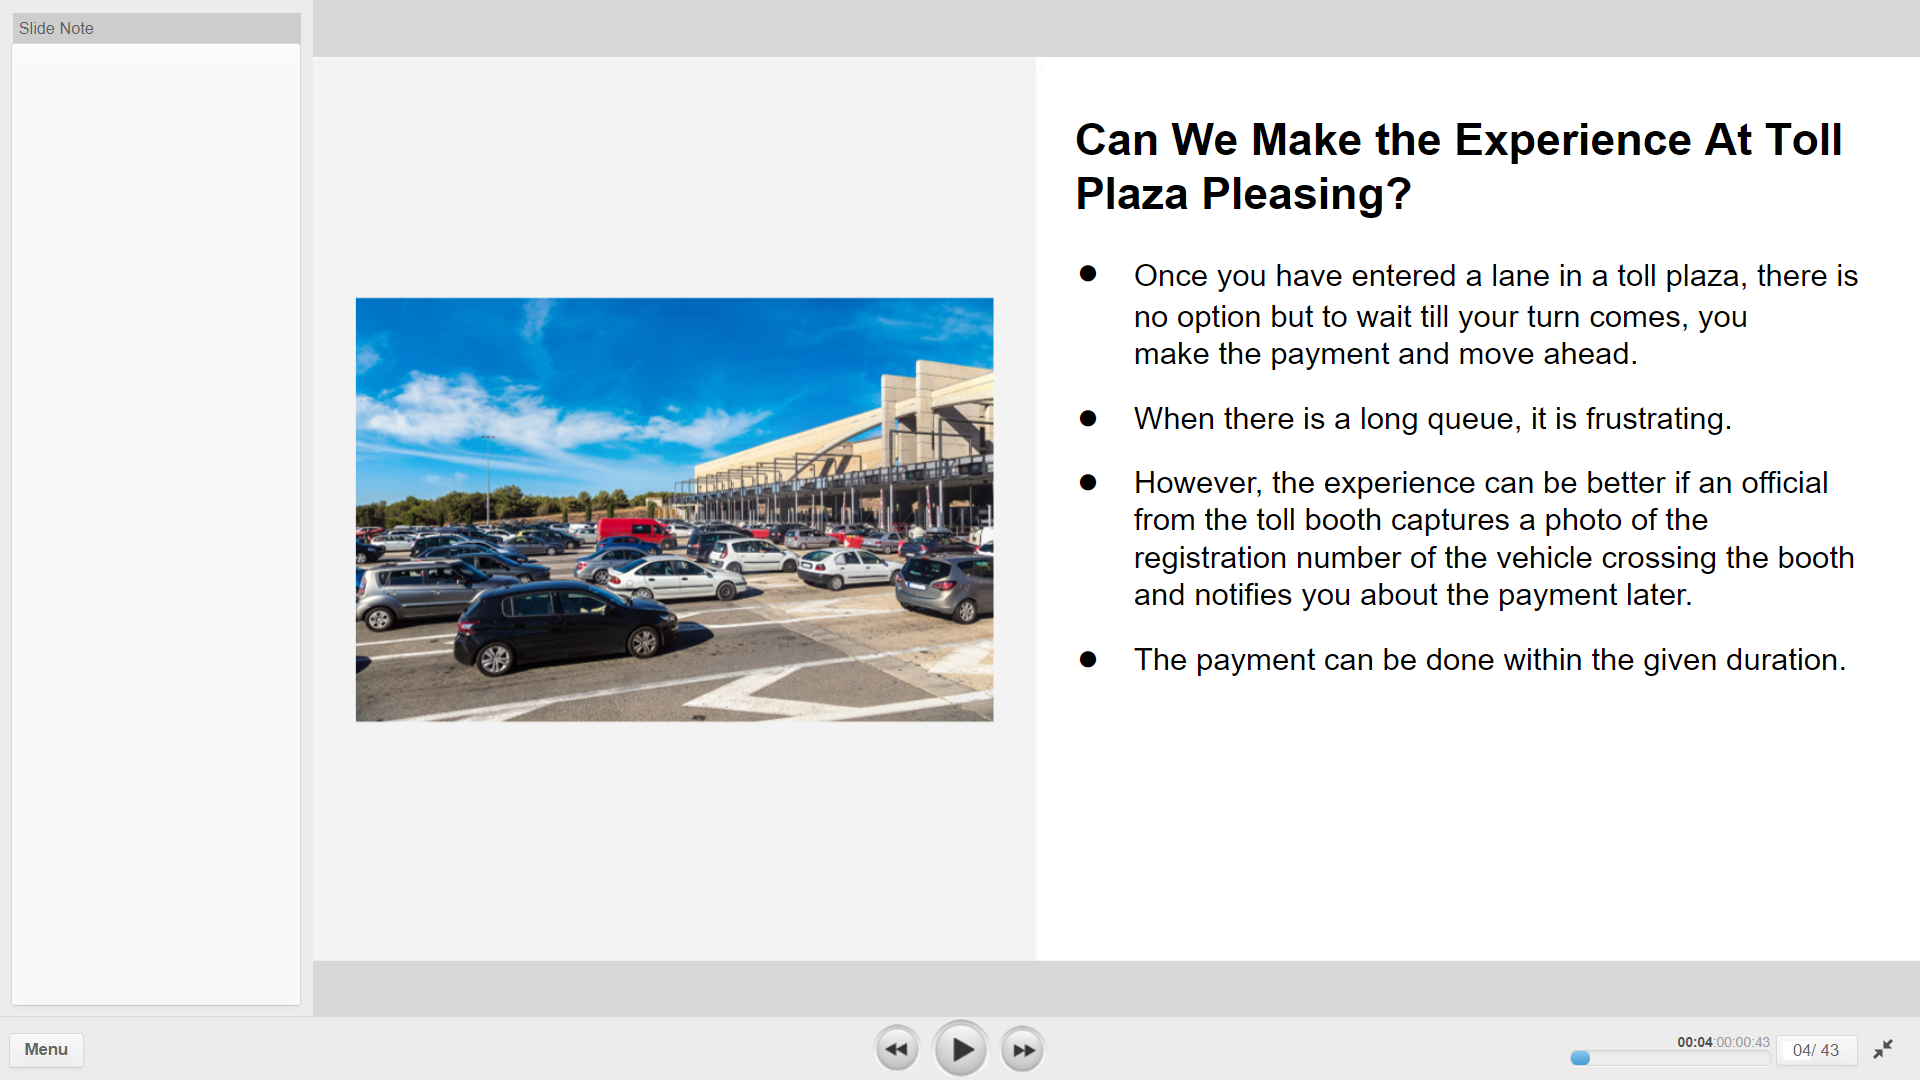 Slide Note
Can We Make the Experience At Toll
Plaza Pleasing?
● Once you have entered a lane in a toll plaza, there is
no option but to wait till your turn comes, you
make the payment and move ahead.
● When there is a long queue, it is frustrating.
● However, the experience can be better if an official
from the toll booth captures a photo of the
registration number of the vehicle crossing the booth
and notifies you about the payment later.
● The payment can be done within the given duration.
Menu
00:04:00:00:43
04/ 43